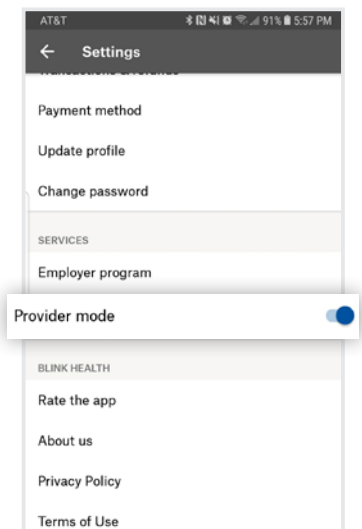 AT&T 91% 5:57 PM
Settings
Payment method
Update profile
Change password
SERVICES
Employer program
Provider mode
BLINK HEALTH
Rate the app
About us
Privacy Policy
Terms of Use